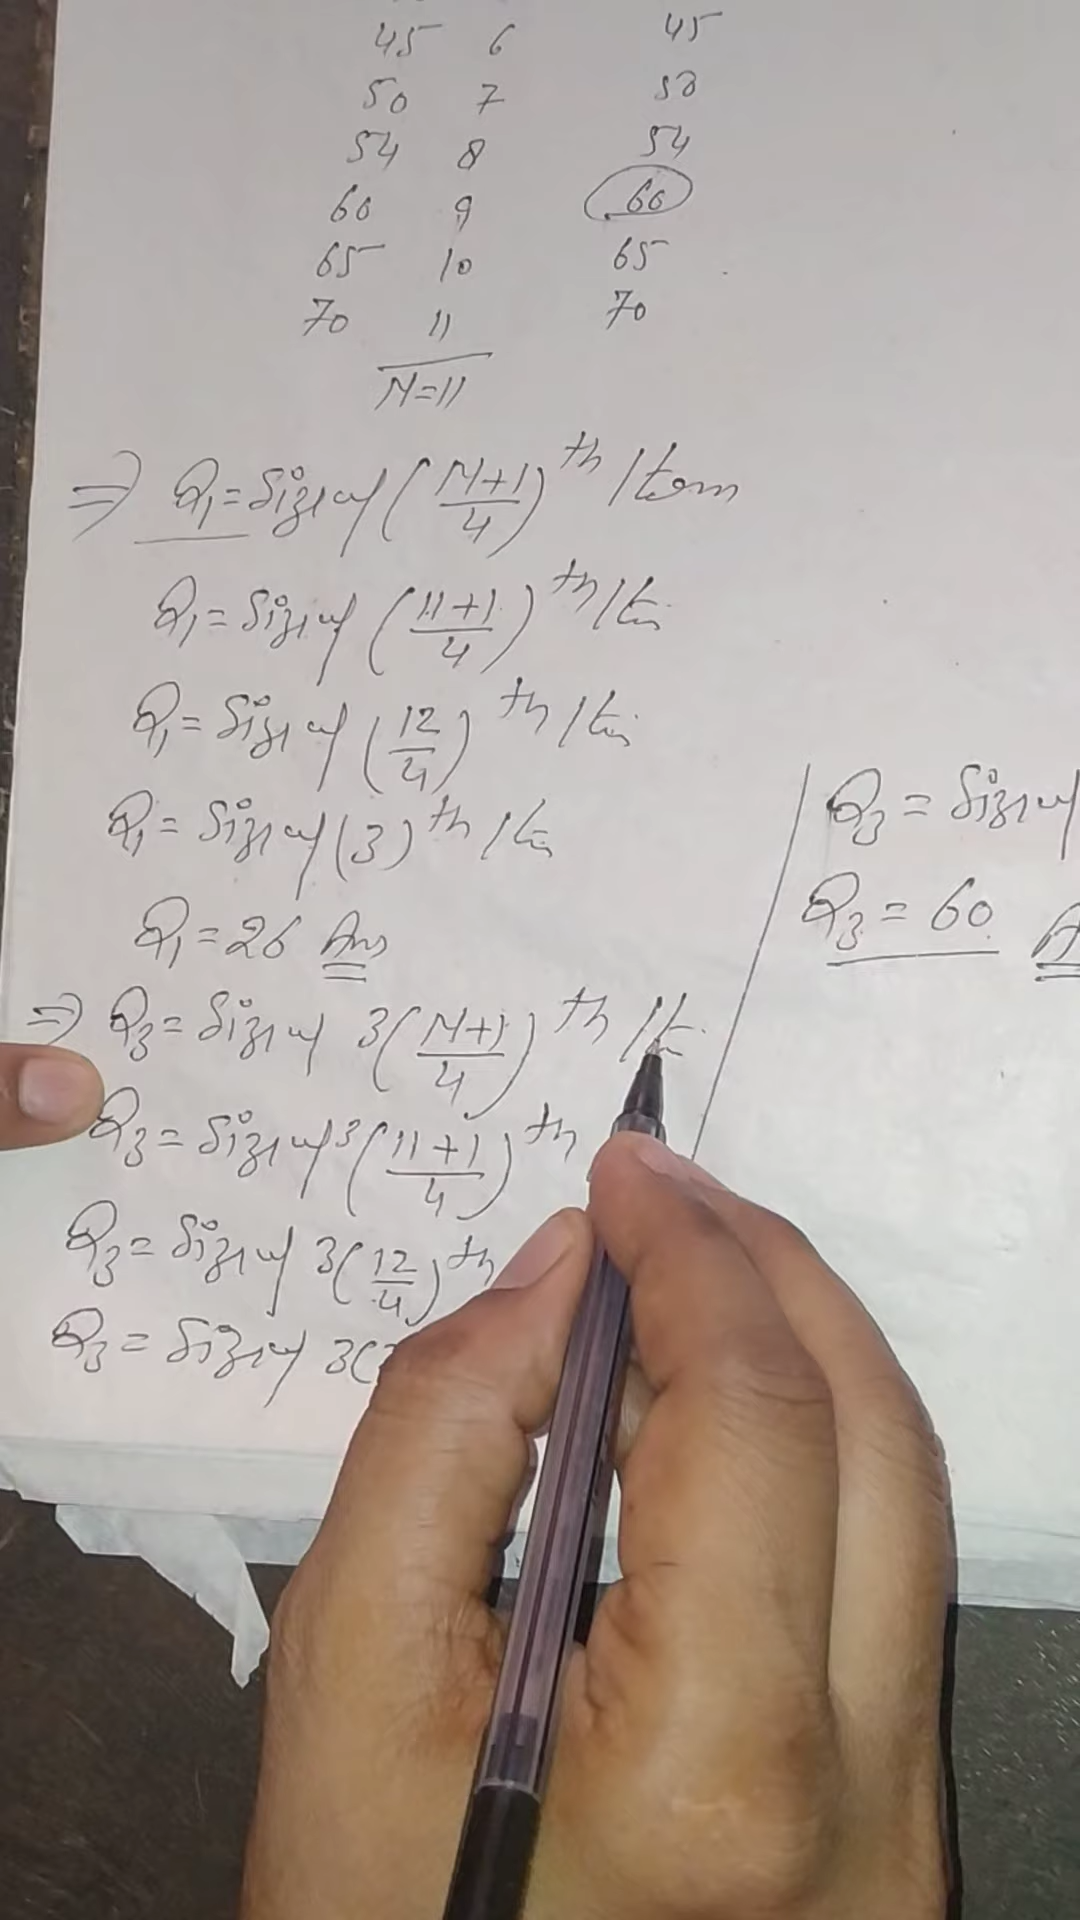 45 6 45
50 7 50
54 8 54
60 9 60
65 10 65
70 11 70
N=11
⇒ Q₁ = Size of (N+1/4)th Item
Q₁ = Size of (11+1/4)th Ite
Q₁ = Size of (12/4)th Ite
Q₁ = Size of (3)th Ite
Q₁ = 26 Ans
⇒ Q₃ = Size of 3(N+1/4)th It
Q₃ = Size of 3(11+1/4)th
Q₃ = Size of 3(12/4)th
Q₃ = Size of 3(
Q₃ = Size of
Q₃ = 60 A